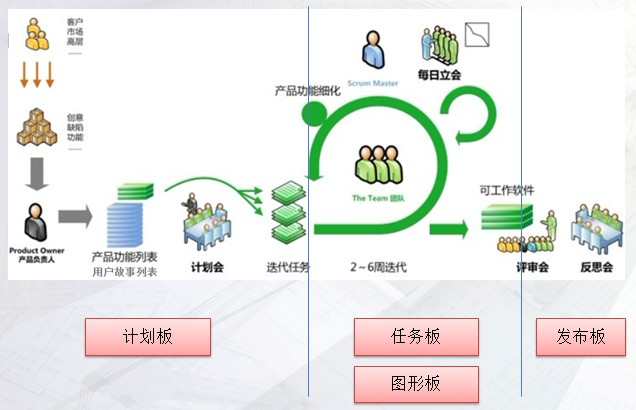 客户
市场
高层
......
创意
缺陷
功能
......
Product Owner
产品负责人
产品功能列表
用户故事列表
计划会
迭代任务
产品功能细化
Scrum Master
每日立会
The Team 团队
2～6周迭代
可工作软件
评审会
反思会
计划板
任务板
图形板
发布板